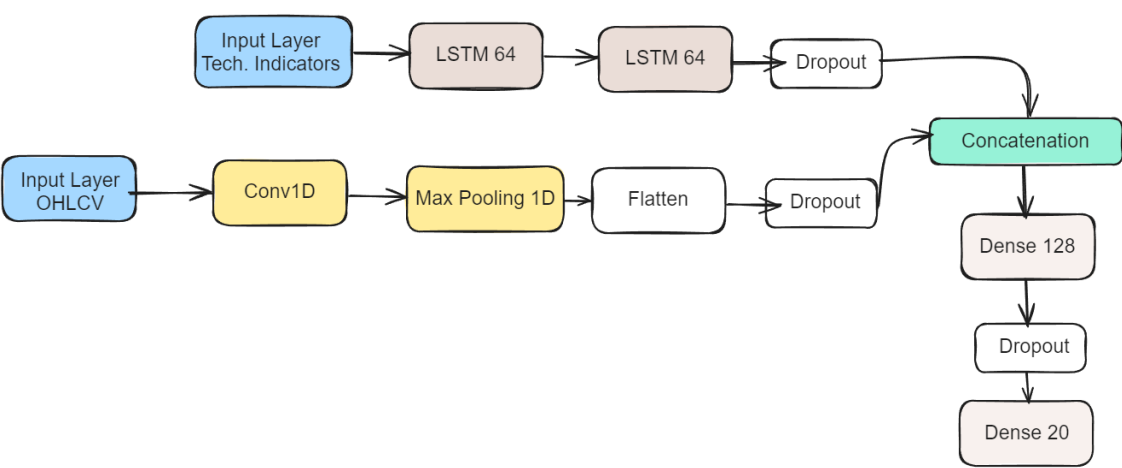 Input Layer
Tech. Indicators
LSTM 64
LSTM 64
Dropout
Concatenation
Input Layer
OHLCV
Conv1D
Max Pooling 1D
Flatten
Dropout
Dense 128
Dropout
Dense 20